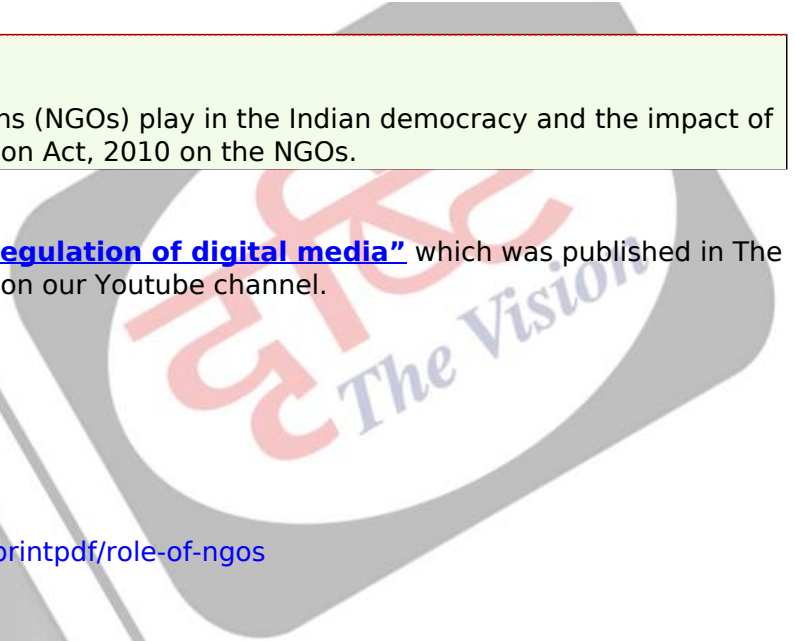 ns (NGOs) play in the Indian democracy and the impact of
on Act, 2010 on the NGOs.
egulation of digital media” which was published in The
on our Youtube channel.
दृष्टि
The Vision
printpdf/role-of-ngos